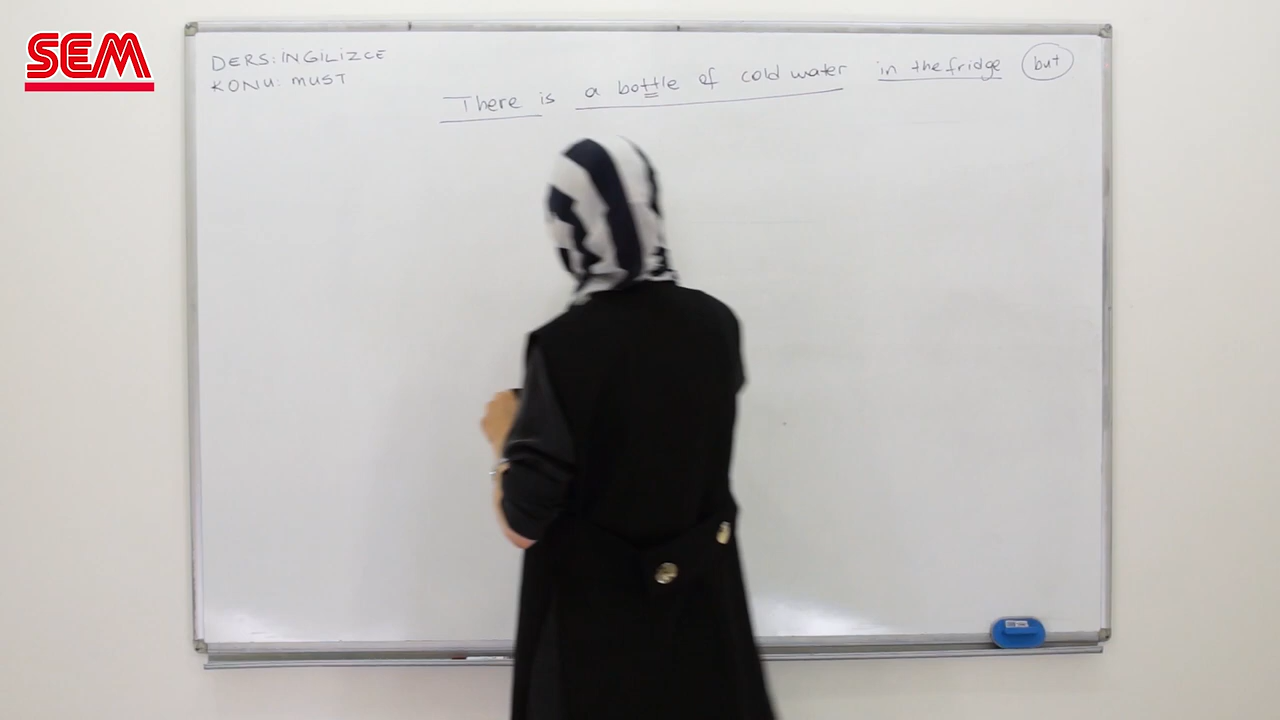 SEM
DERS: INGILIZCE
KONU: MUST
There is a bottle of cold water in the fridge but